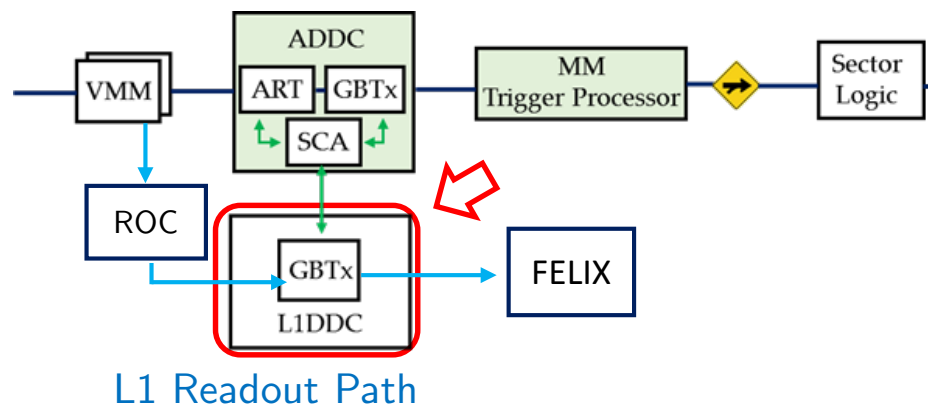 ADDC
VMM
ART
GBTx
SCA
MM
Trigger Processor
Sector
Logic
ROC
GBTx
L1DDC
FELIX
L1 Readout Path